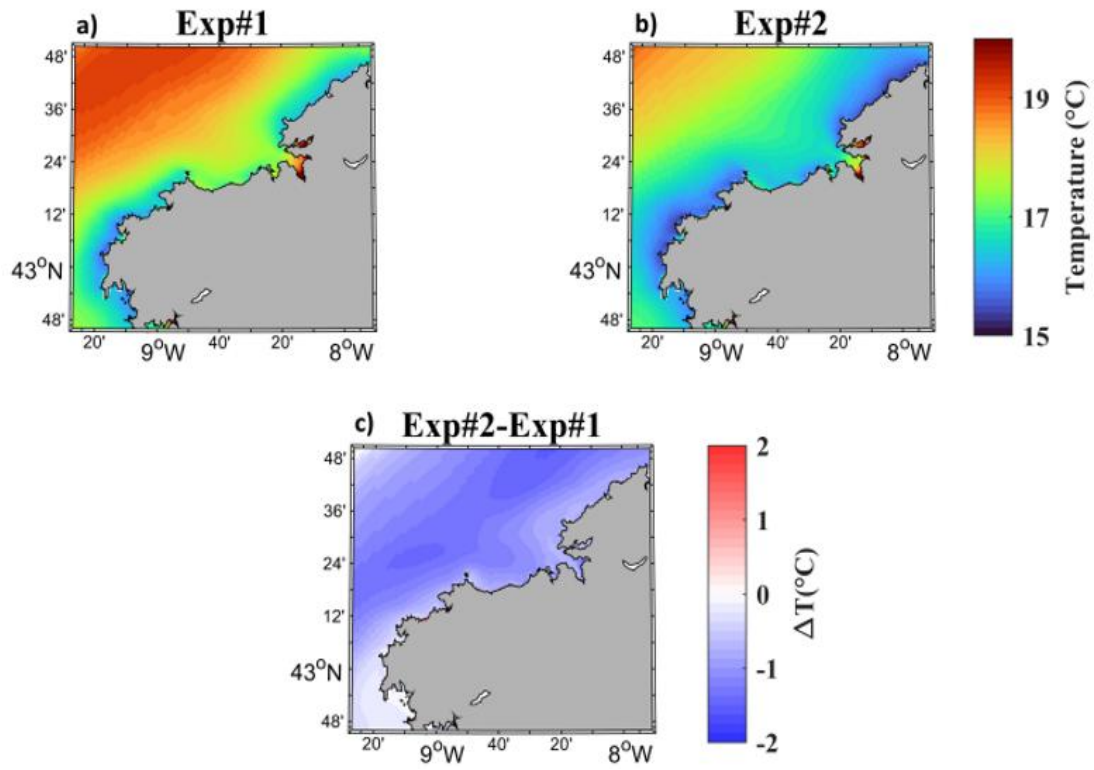 a) Exp#1
48'
36'
24'
12'
43°N
48'
20' 9°W 40' 20' 8°W
b) Exp#2
48'
36'
24'
12'
43°N
48'
20' 9°W 40' 20' 8°W
19
17
15
Temperature (°C)
c) Exp#2-Exp#1
48'
36'
24'
12'
43°N
48'
20' 9°W 40' 20' 8°W
2
1
0
-1
-2
ΔT(°C)